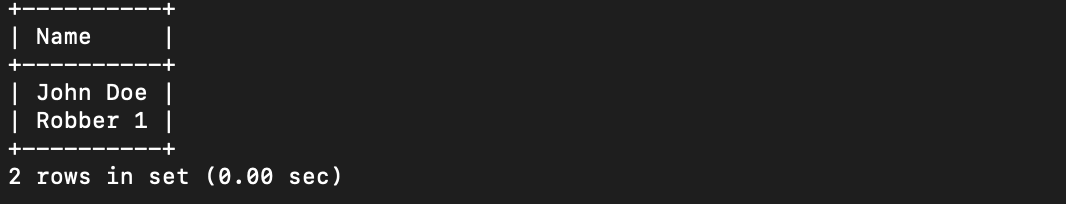 +----------+
| Name     |
+----------+
| John Doe |
| Robber 1 |
+----------+
2 rows in set (0.00 sec)